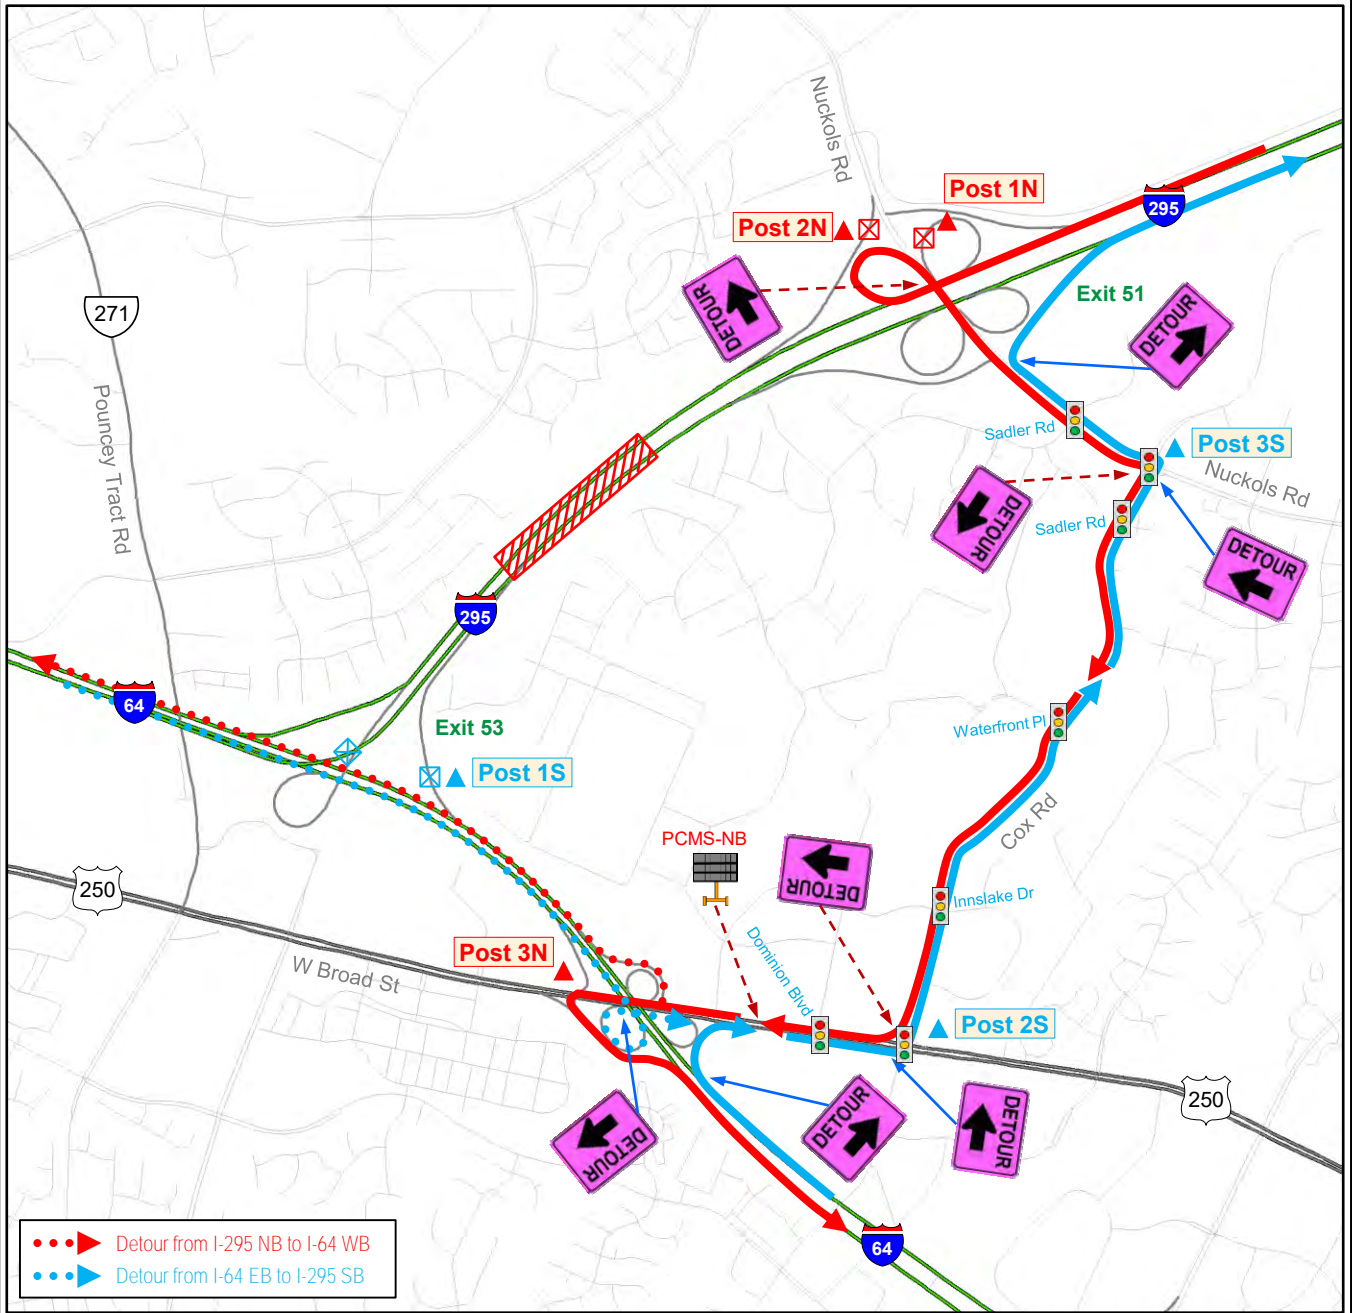 Nuckols Rd
Post 1N
Post 2N
295
Exit 51
DETOUR
DETOUR
271
Pouncey Tract Rd
Sadler Rd
Post 3S
Nuckols Rd
DETOUR
Sadler Rd
DETOUR
295
64
Exit 53
Post 1S
Waterfront Pl
Cox Rd
PCMS-NB
DETOUR
250
Innslake Dr
Dominion Blvd
Post 3N
W Broad St
Post 2S
250
DETOUR
DETOUR
DETOUR
64
Detour from I-295 NB to I-64 WB
Detour from I-64 EB to I-295 SB